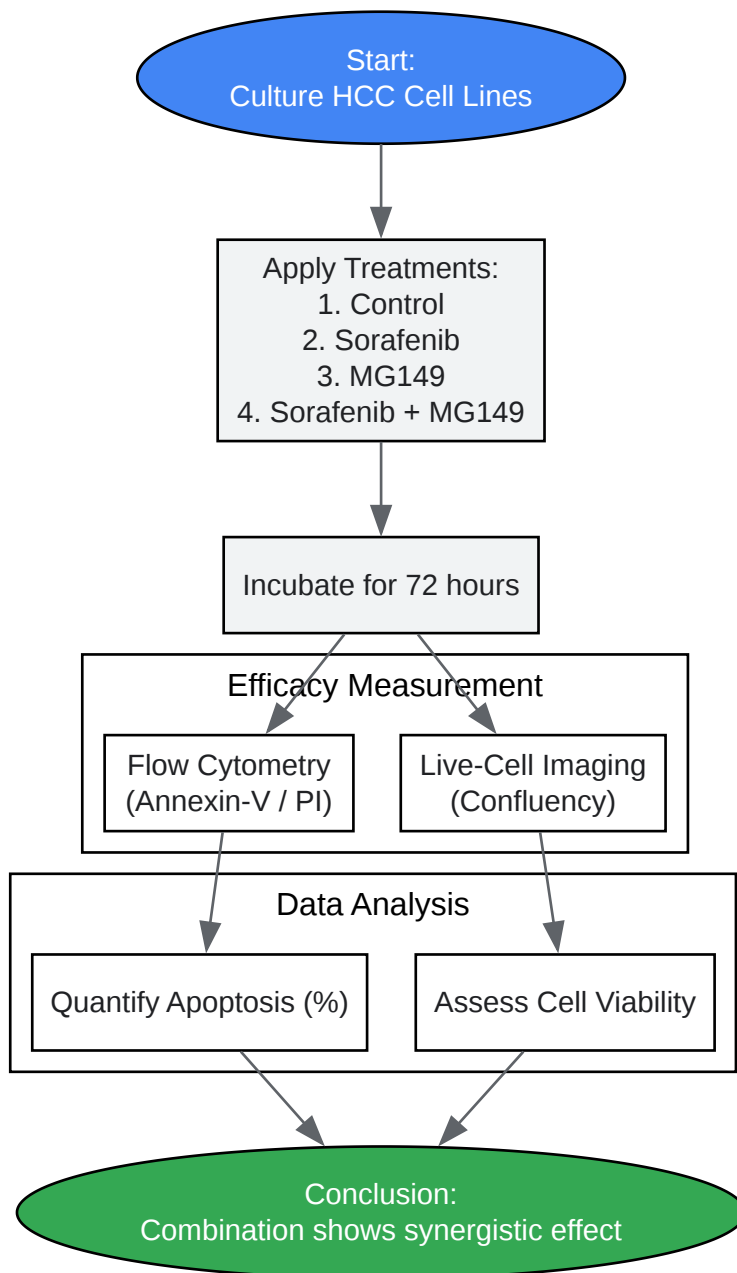 Start:
Culture HCC Cell Lines
Apply Treatments:
1. Control
2. Sorafenib
3. MG149
4. Sorafenib + MG149
Incubate for 72 hours
Efficacy Measurement
Flow Cytometry
(Annexin-V / PI)
Live-Cell Imaging
(Confluency)
Data Analysis
Quantify Apoptosis (%)
Assess Cell Viability
Conclusion:
Combination shows synergistic effect